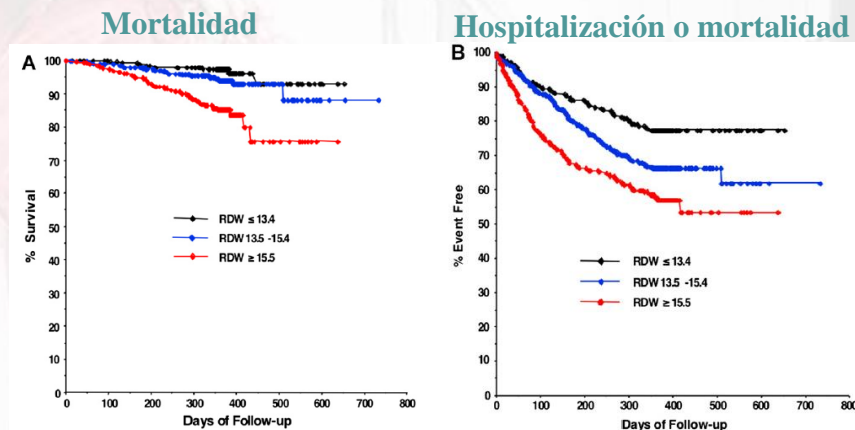 Mortalidad
Hospitalización o mortalidad
A
100
90
80
70
60
50
40
30
20
10
0
% Survival
RDW ≤ 13.4
RDW 13.5 -15.4
RDW ≥ 15.5
0 100 200 300 400 500 600 700 800
Days of Follow-up
B
100
90
80
70
60
50
40
30
20
10
0
% Event Free
RDW ≤ 13.4
RDW 13.5 -15.4
RDW ≥ 15.5
0 100 200 300 400 500 600 700 800
Days of Follow-up